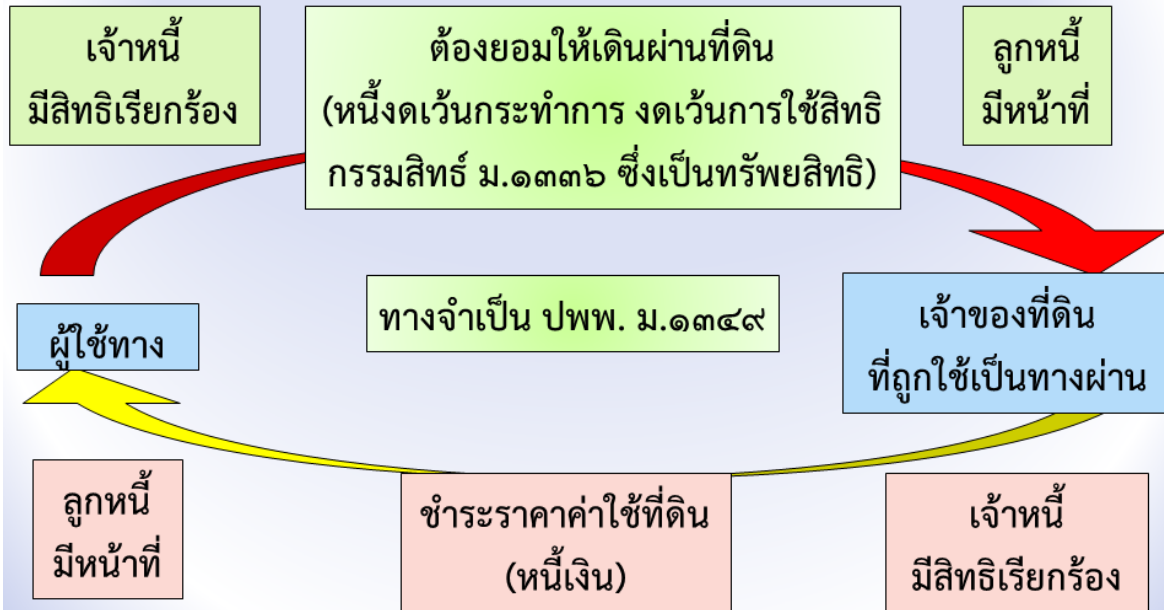 เจ้าหนี้
มีสิทธิเรียกร้อง
ต้องยอมให้เดินผ่านที่ดิน
(หนี้งดเว้นกระทำการ งดเว้นการใช้สิทธิ
กรรมสิทธ์ ม.๑๓๓๖ ซึ่งเป็นทรัพยสิทธิ)
ลูกหนี้
มีหน้าที่
ผู้ใช้ทาง
ทางจำเป็น ปพพ. ม.๑๓๔๙
เจ้าของที่ดิน
ที่ถูกใช้เป็นทางผ่าน
ลูกหนี้
มีหน้าที่
ชำระราคาค่าใช้ที่ดิน
(หนี้เงิน)
เจ้าหนี้
มีสิทธิเรียกร้อง